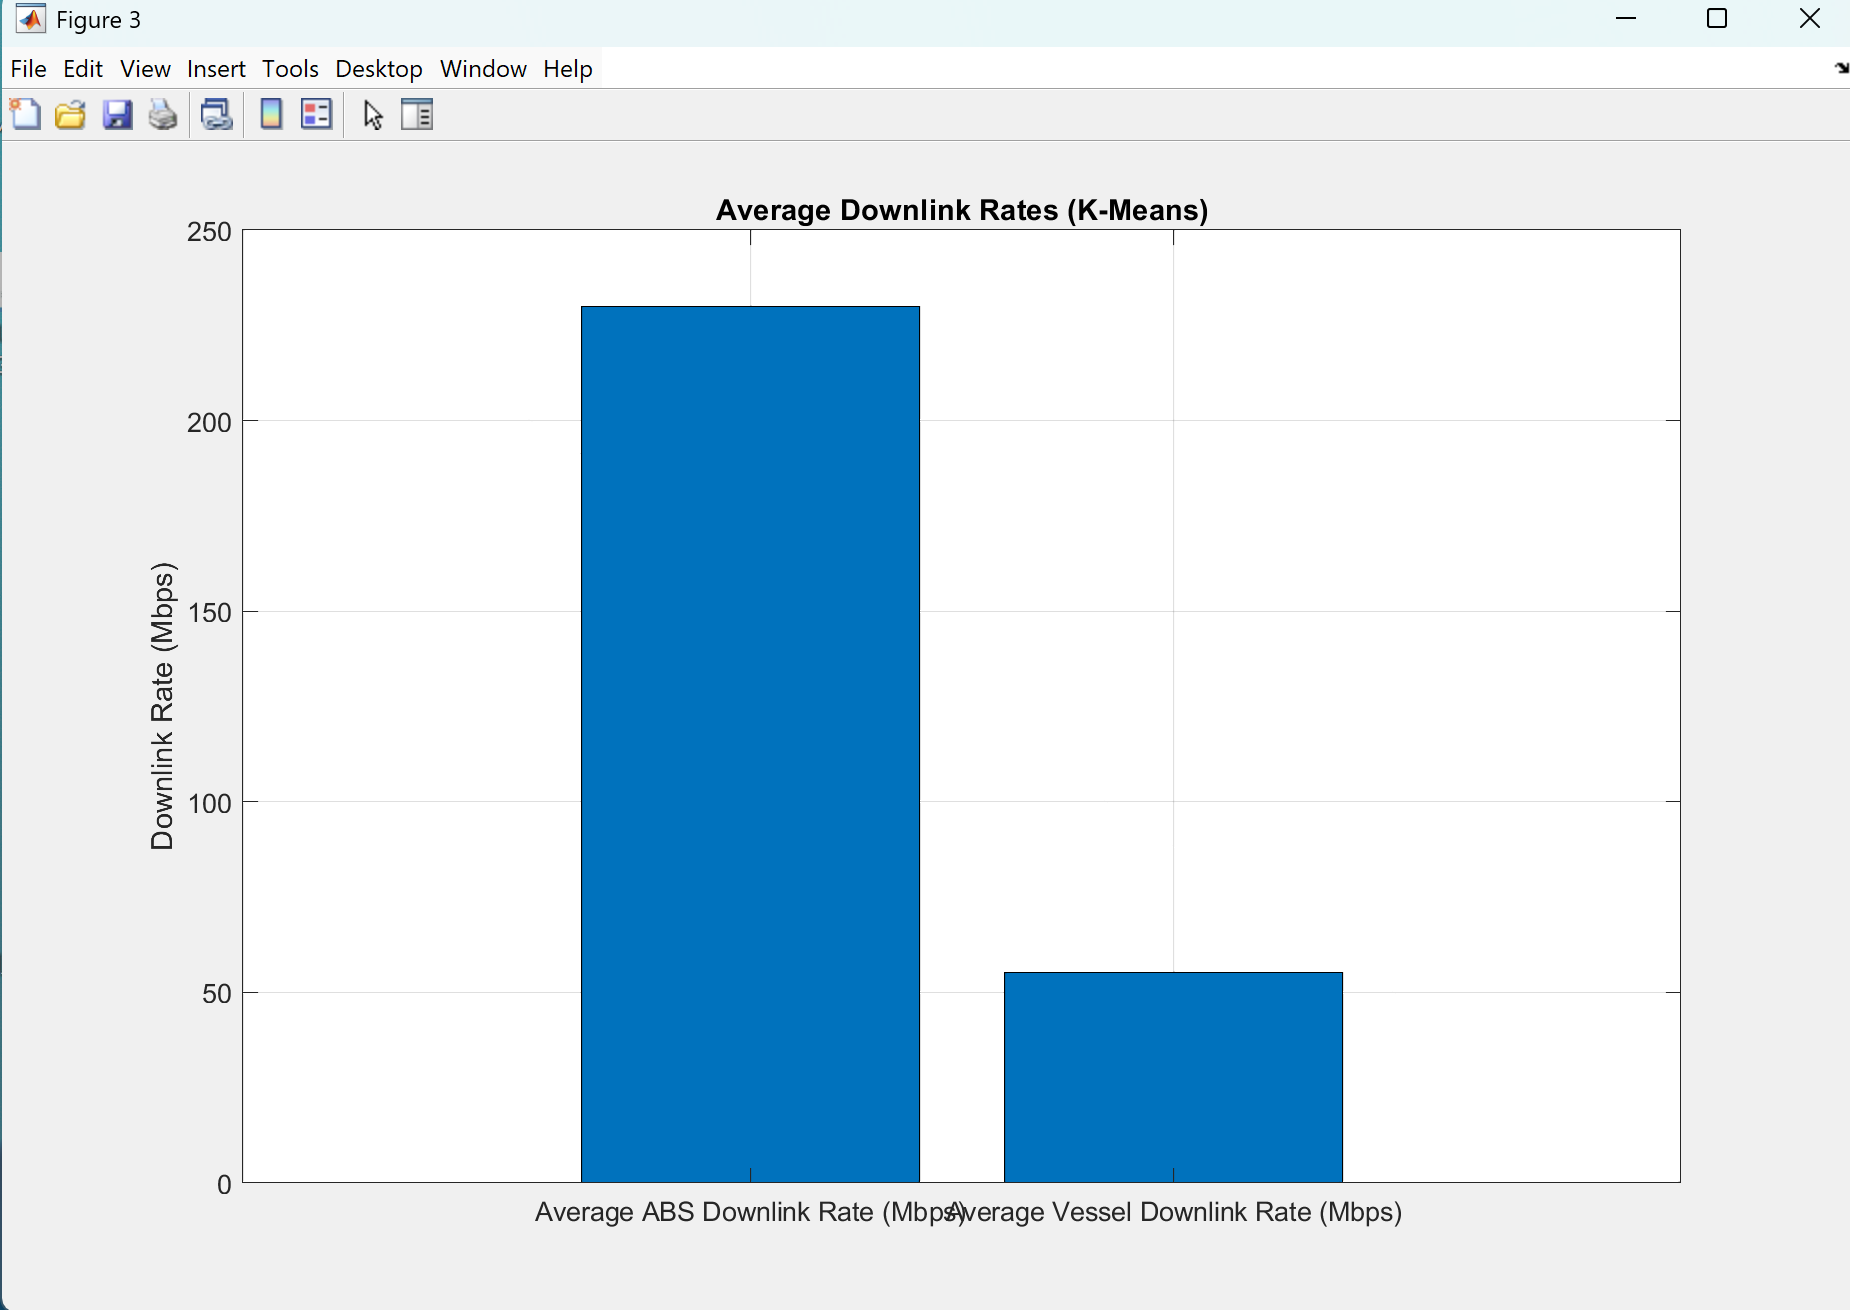 Figure 3
File Edit View Insert Tools Desktop Window Help
Average Downlink Rates (K-Means)
250
200
150
100
50
0
Downlink Rate (Mbps)
Average ABS Downlink Rate (Mbps)
Average Vessel Downlink Rate (Mbps)